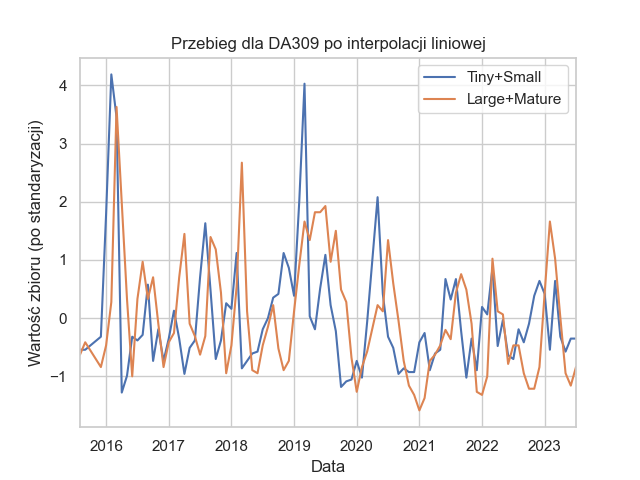 Przebieg dla DA309 po interpolacji liniowej
Tiny+Small
Large+Mature
Wartość zbioru (po standaryzacji)
4
3
2
1
0
−1
2016 2017 2018 2019 2020 2021 2022 2023
Data